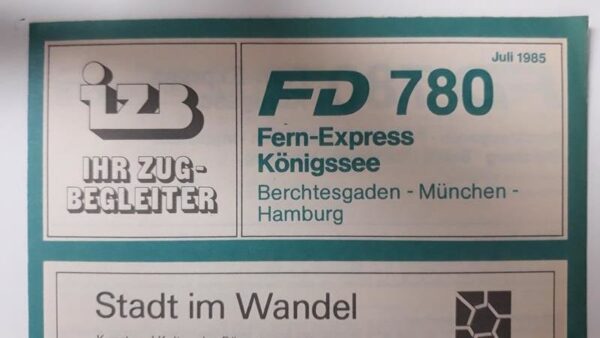 izb
IHR ZUG-
BEGLEITER
Juli 1985
FD 780
Fern-Express
Königssee
Berchtesgaden - München -
Hamburg
Stadt im Wandel